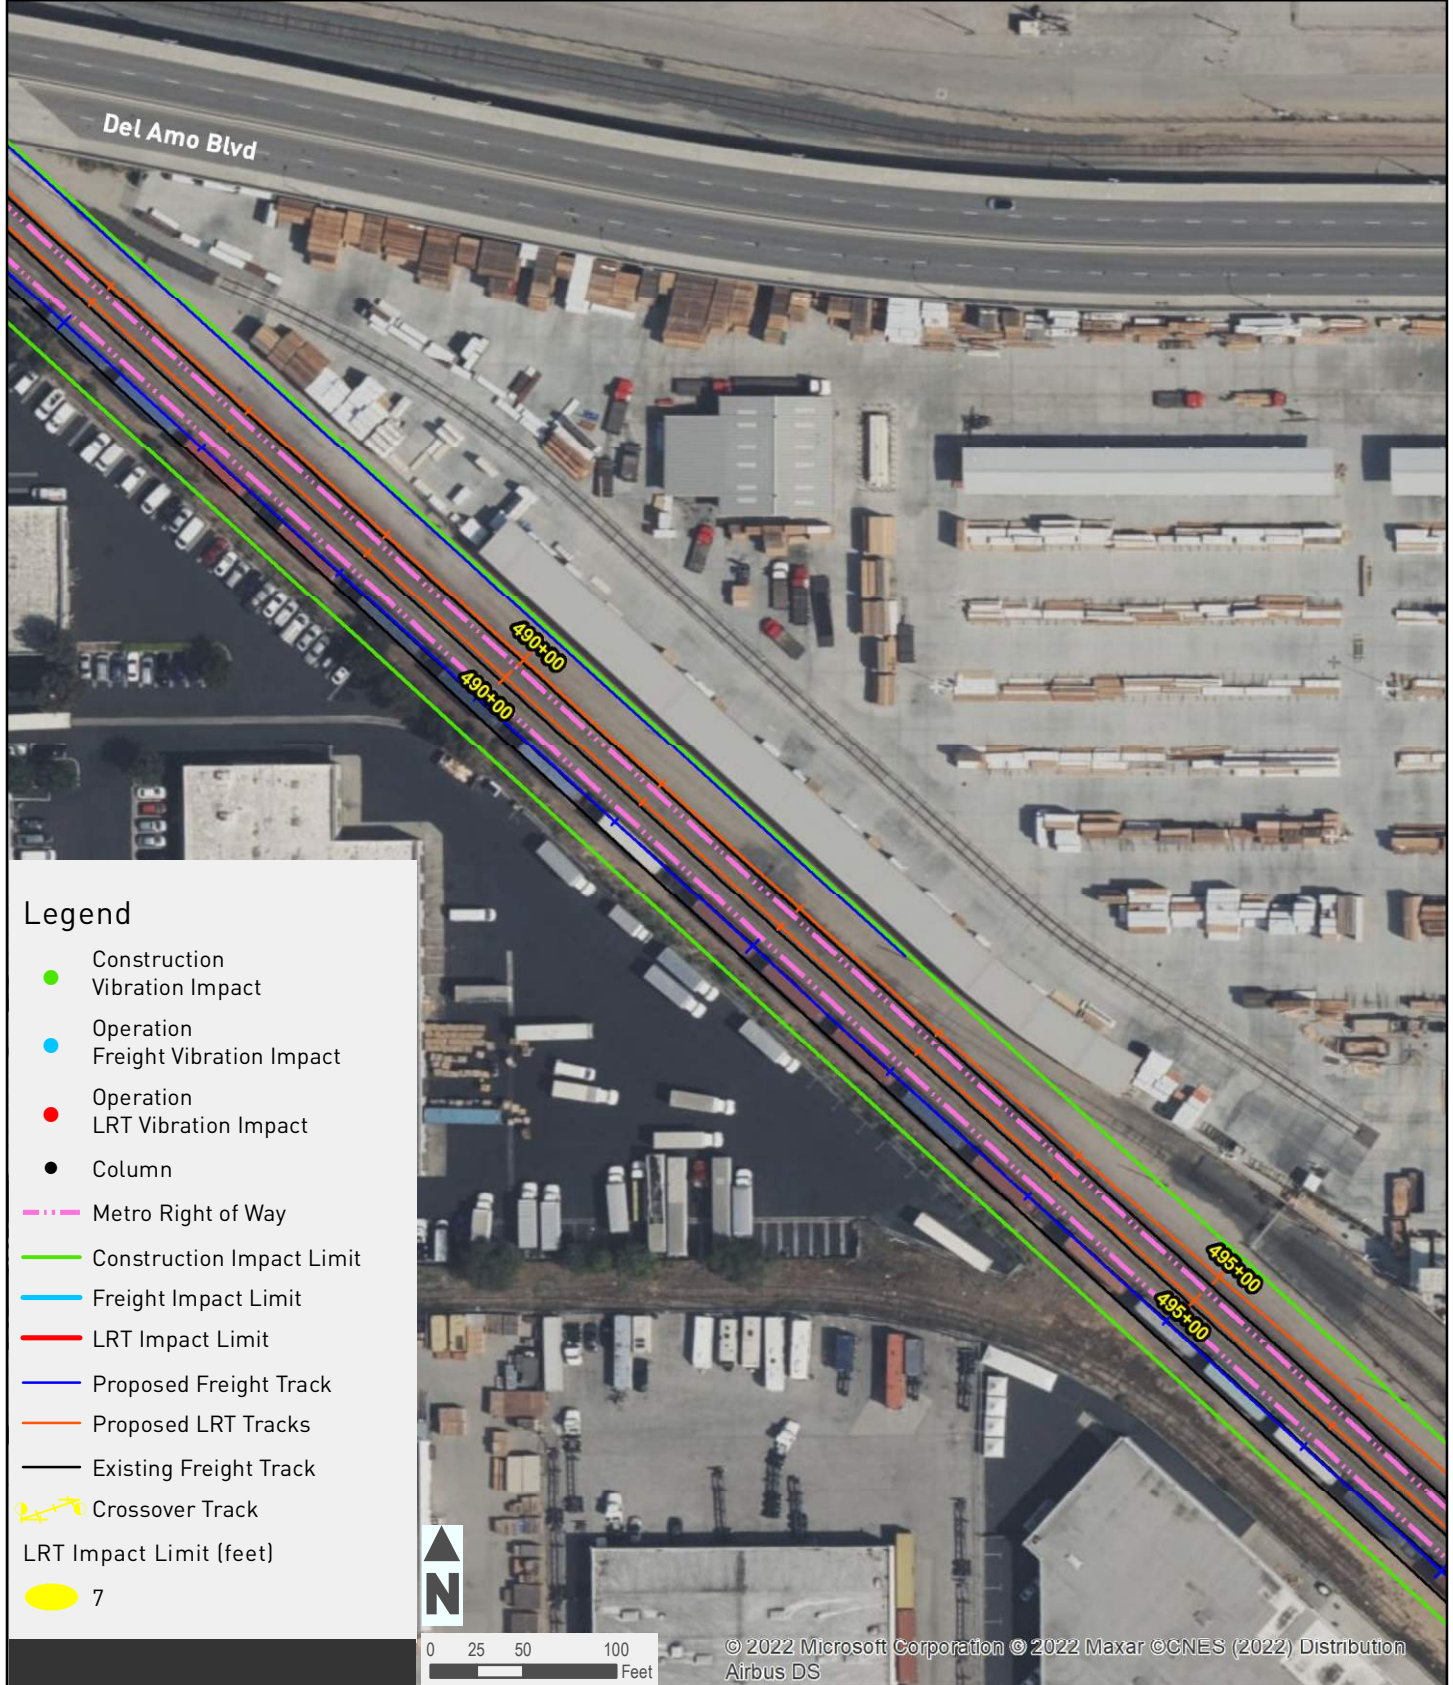 Del Amo Blvd
490+00
490+00
495+00
495+00
Legend
Construction
Vibration Impact
Operation
Freight Vibration Impact
Operation
LRT Vibration Impact
Column
Metro Right of Way
Construction Impact Limit
Freight Impact Limit
LRT Impact Limit
Proposed Freight Track
Proposed LRT Tracks
Existing Freight Track
Crossover Track
LRT Impact Limit (feet)
7
N
0 25 50 100
Feet
© 2022 Microsoft Corporation © 2022 Maxar ©CNES (2022) Distribution
Airbus DS